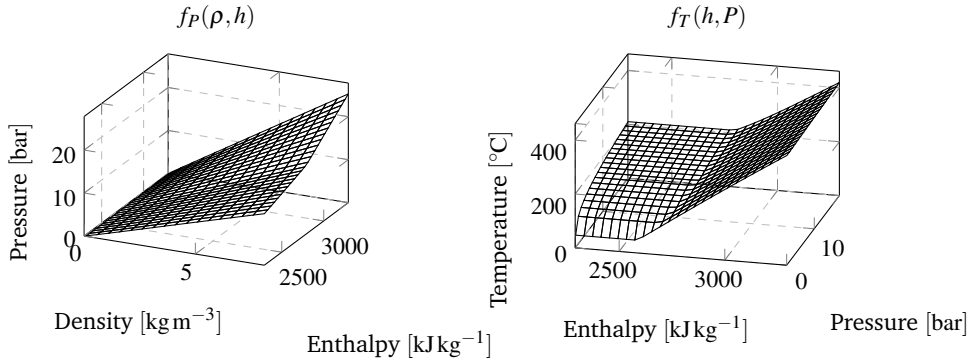 f_P(ρ, h)
Pressure [bar]
20
10
0
0
5
2500
3000
Density [kg m⁻³]
Enthalpy [kJ kg⁻¹]
f_T(h, P)
Temperature [°C]
400
200
0
2500
3000
0
10
Enthalpy [kJ kg⁻¹]
Pressure [bar]